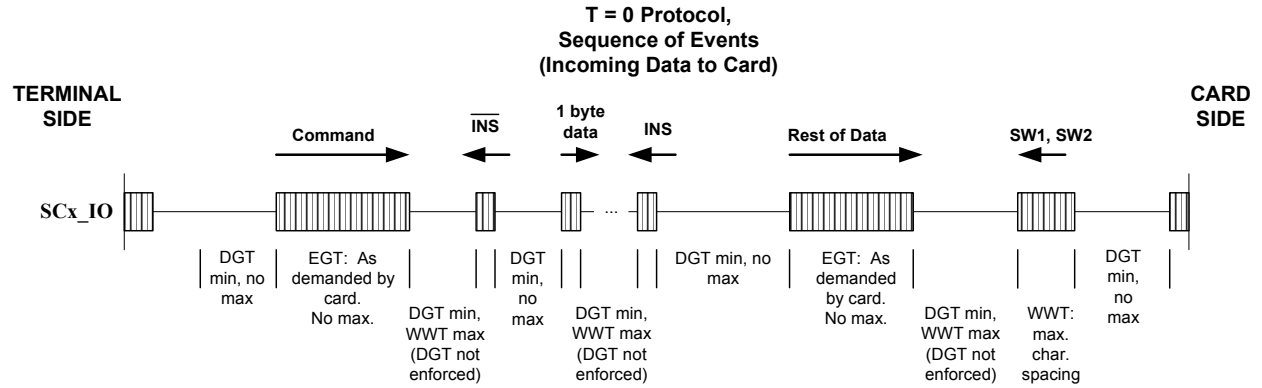 T = 0 Protocol,
Sequence of Events
(Incoming Data to Card)
TERMINAL
SIDE
CARD
SIDE
Command
INS
1 byte
data
INS
Rest of Data
SW1, SW2
SCx_IO
...
DGT
min, no
max
EGT: As
demanded by
card.
No max.
DGT min,
WWT max
(DGT not
enforced)
DGT
min,
no
max
DGT min,
WWT max
(DGT not
enforced)
DGT min, no
max
EGT: As
demanded
by card.
No max.
DGT min,
WWT max
(DGT not
enforced)
WWT:
max.
char.
spacing
DGT
min,
no
max